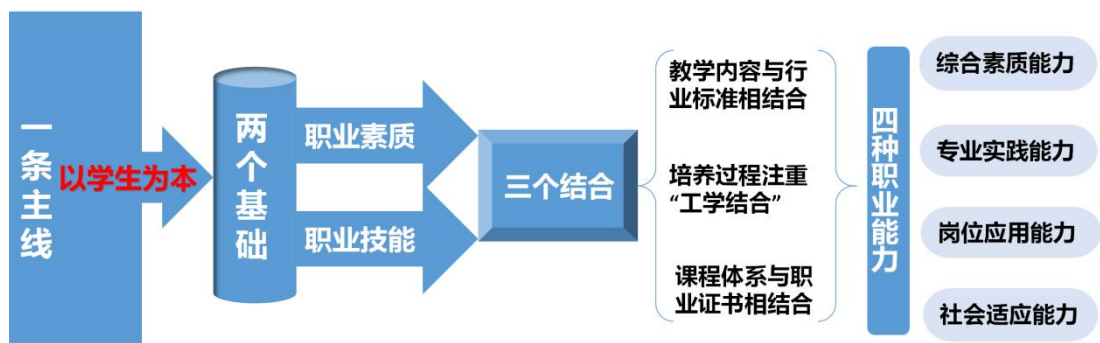 一条主线
以学生为本
两个基础
职业素质
职业技能
三个结合
教学内容与行
业标准相结合
培养过程注重
“工学结合”
课程体系与职
业证书相结合
四种职业能力
综合素质能力
专业实践能力
岗位应用能力
社会适应能力